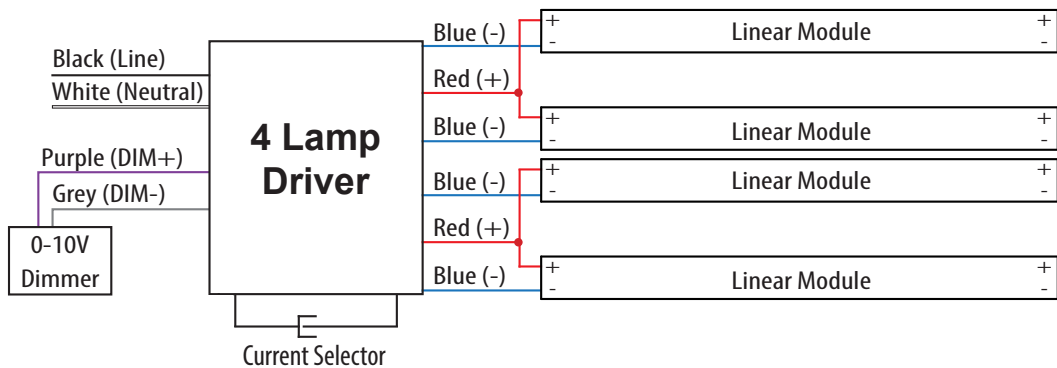 Black (Line)
White (Neutral)
Purple (DIM+)
Grey (DIM-)
0-10V
Dimmer
4 Lamp
Driver
Current Selector
Blue (-)
Red (+)
Blue (-)
Blue (-)
Red (+)
Blue (-)
+ Linear Module +
- -
+ Linear Module +
- -
+ Linear Module +
- -
+ Linear Module +
- -